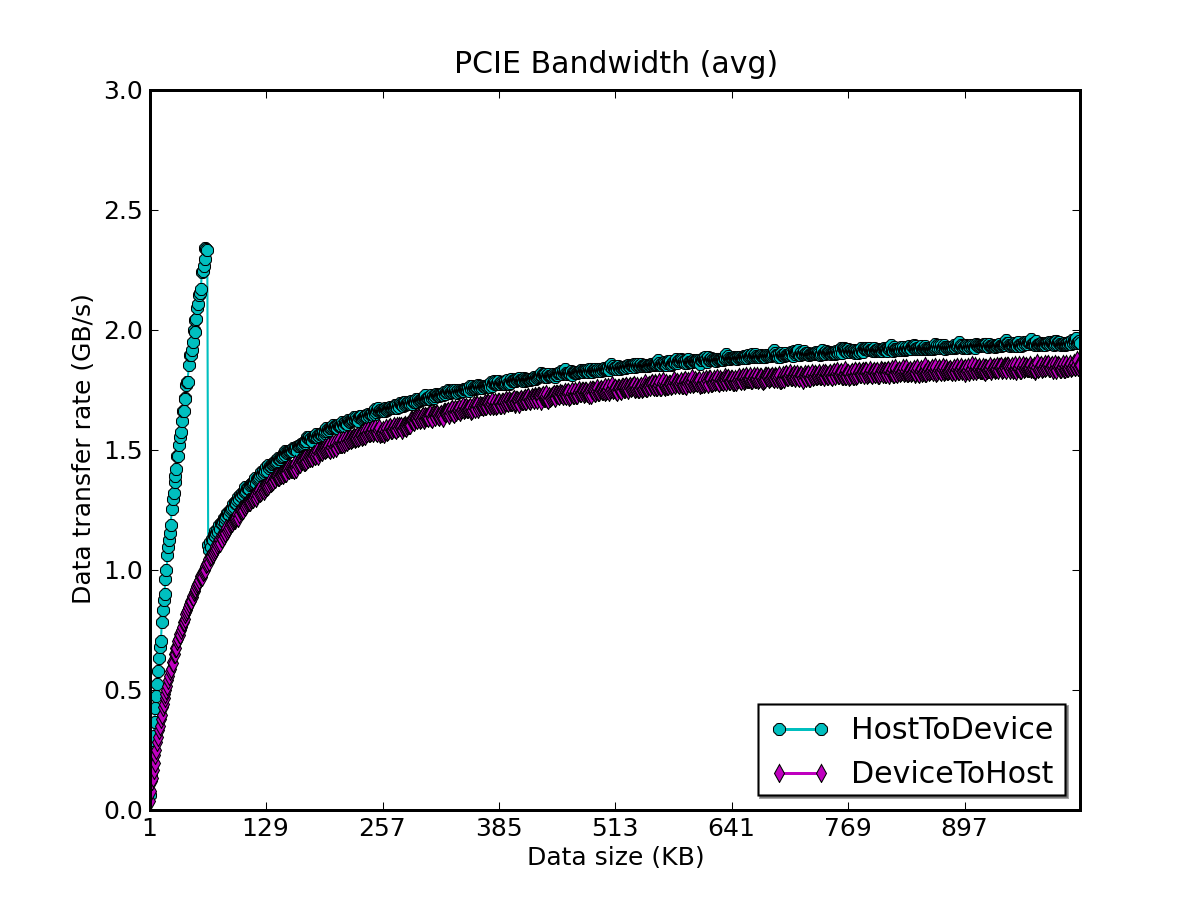 PCIE Bandwidth (avg)
3.0
2.5
2.0
1.5
1.0
0.5
0.0
Data transfer rate (GB/s)
HostToDevice
DeviceToHost
1 129 257 385 513 641 769 897
Data size (KB)